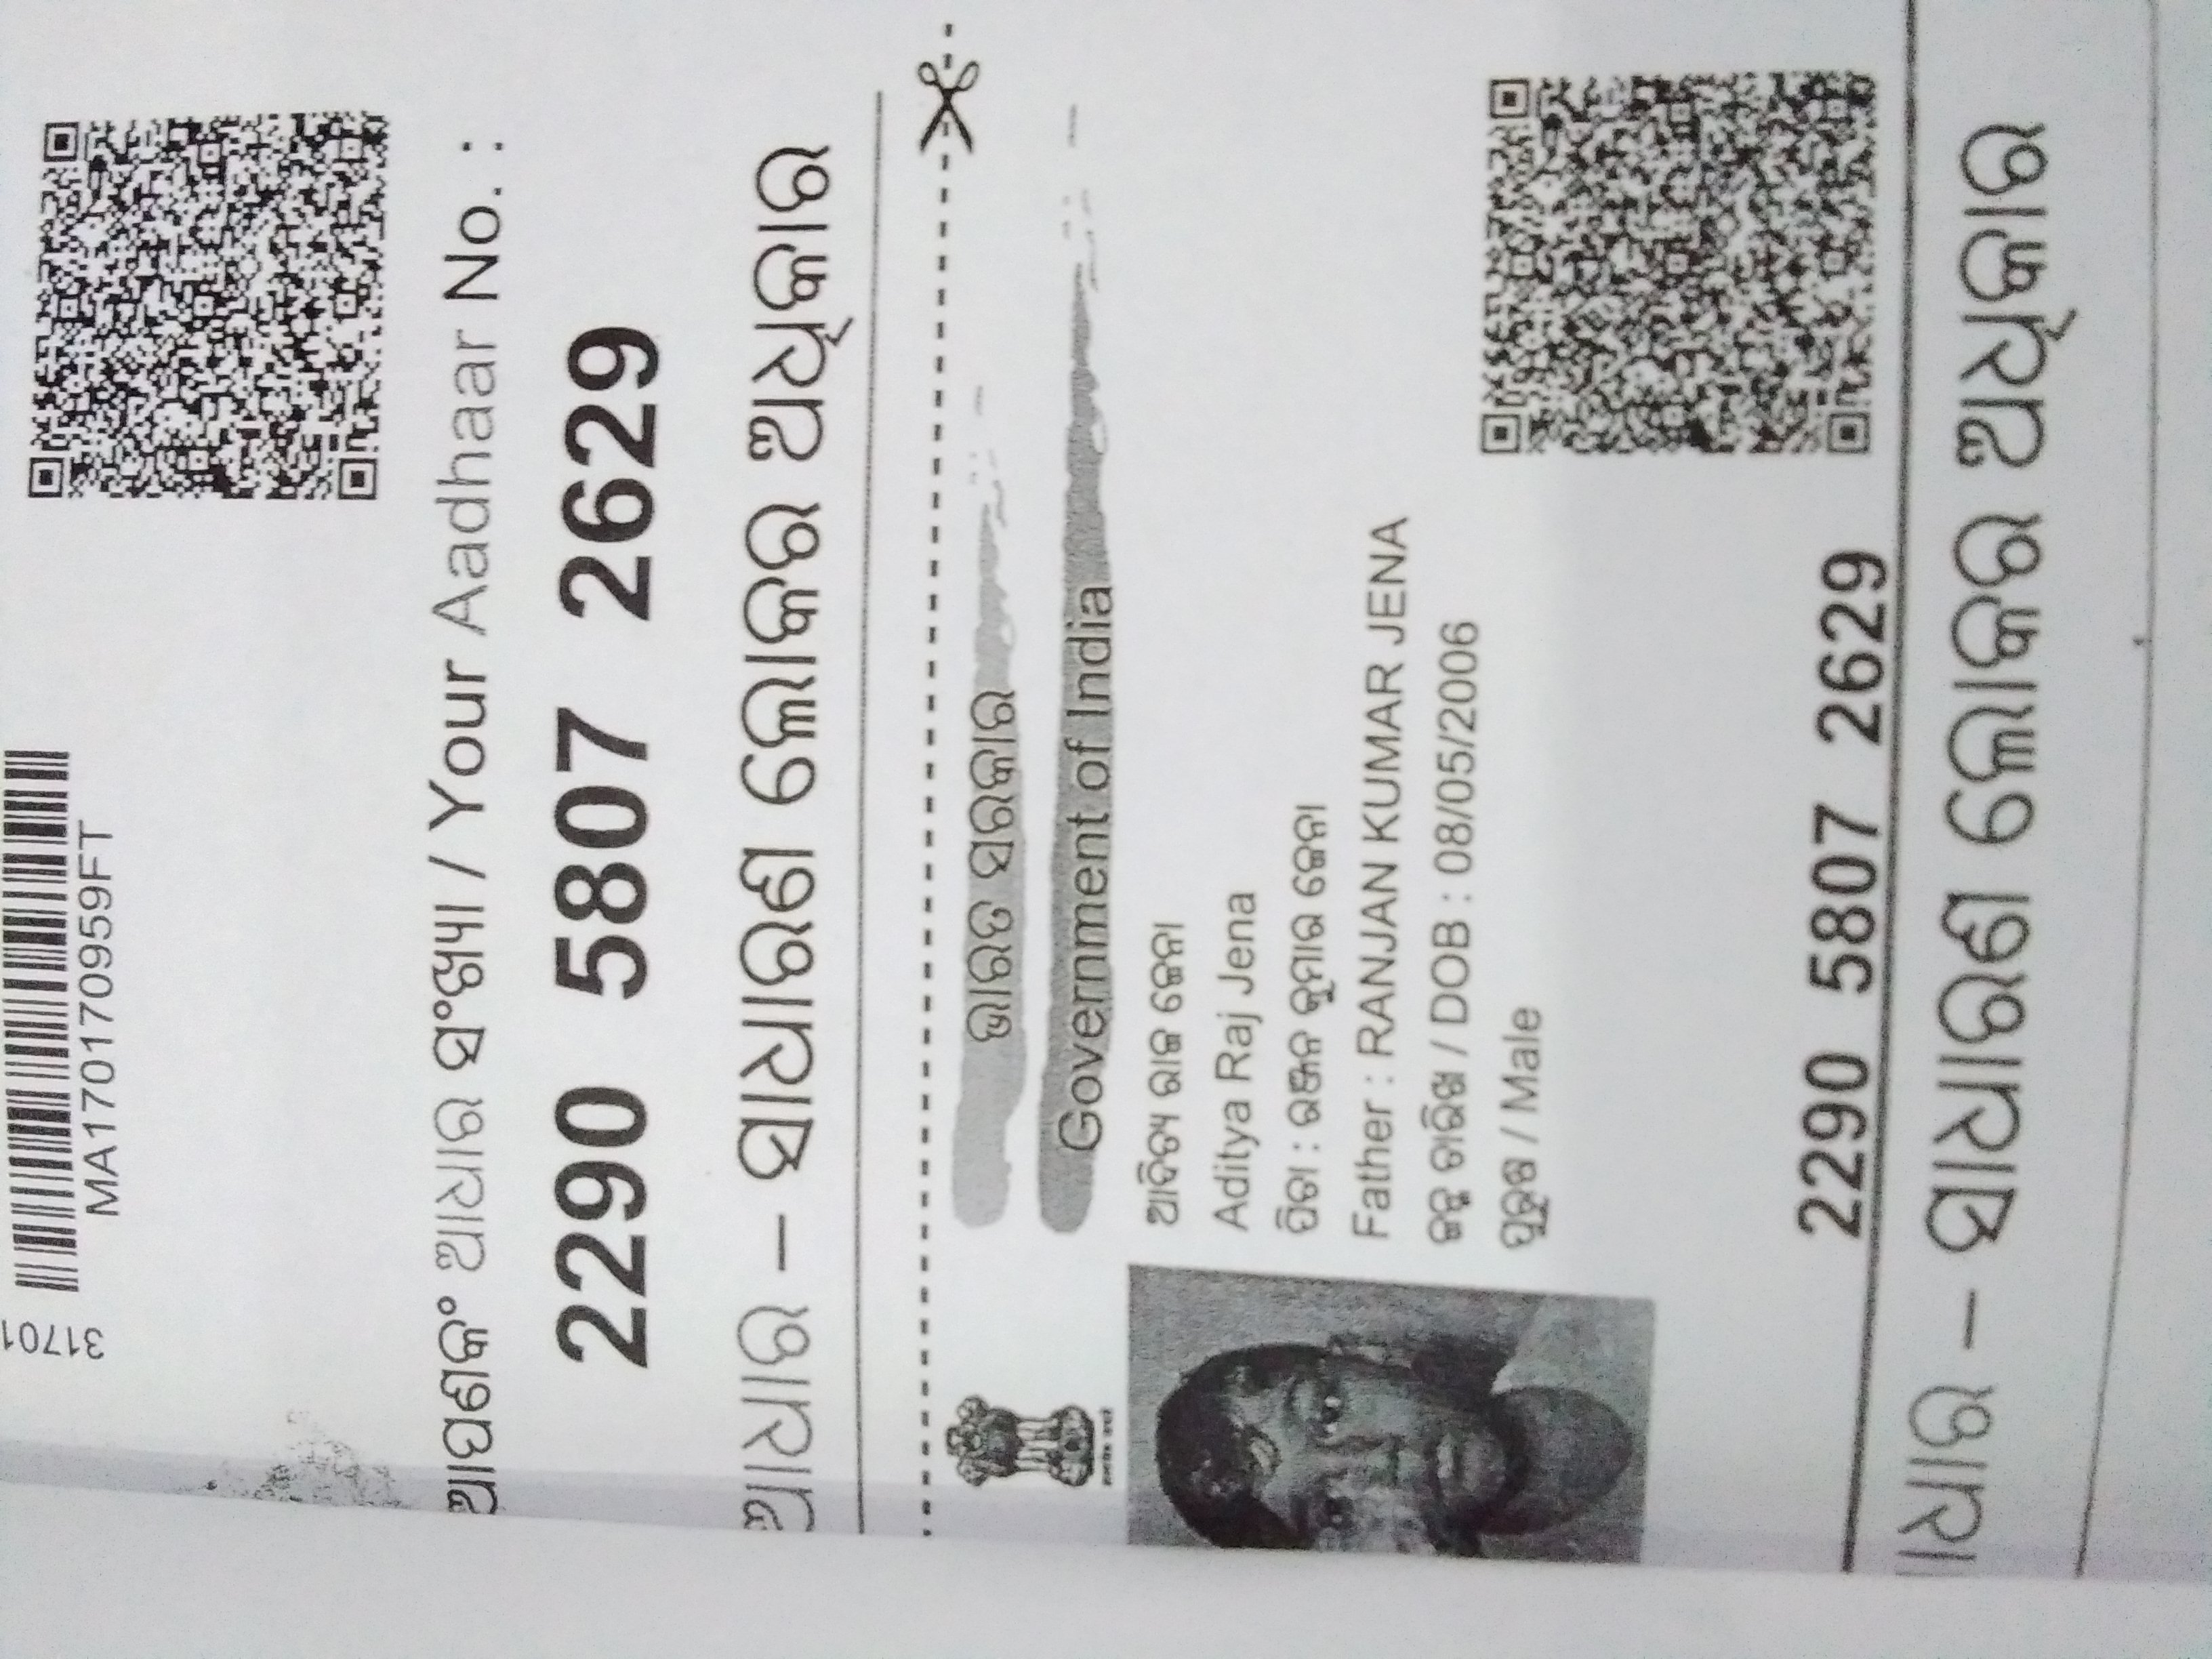 31701
MA170170959FT
ଆପଣଙ୍କ ଆଧାର ସଂଖ୍ୟା / Your Aadhaar No. :
2290 5807 2629
ଆଧାର – ସାଧାରଣ ଲୋକର ଅଧିକାର
ଭାରତ ସରକାର
Government of India
ଆଦିତ୍ୟ ରାଜ ଜେନା
Aditya Raj Jena
ପିତା : ରଞ୍ଜନ କୁମାର ଜେନା
Father : RANJAN KUMAR JENA
ଜନ୍ମ ତାରିଖ / DOB : 08/05/2006
ପୁରୁଷ / Male
2290 5807 2629
ଆଧାର – ସାଧାରଣ ଲୋକର ଅଧିକାର